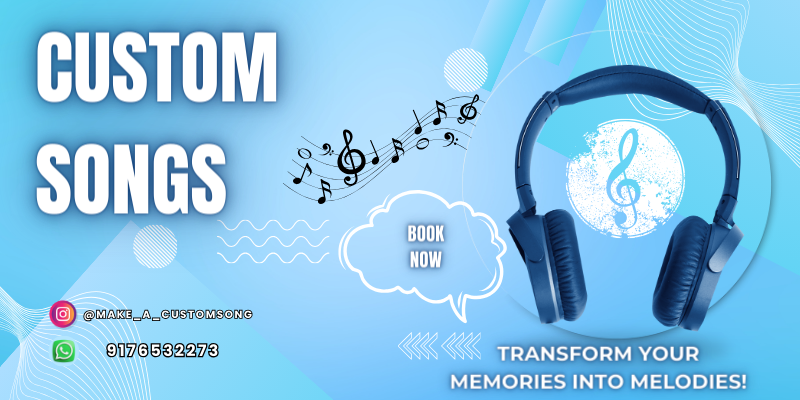 CUSTOM
SONGS
BOOK
NOW
@MAKE_A_CUSTOMSONG
9176532273
TRANSFORM YOUR
MEMORIES INTO MELODIES!